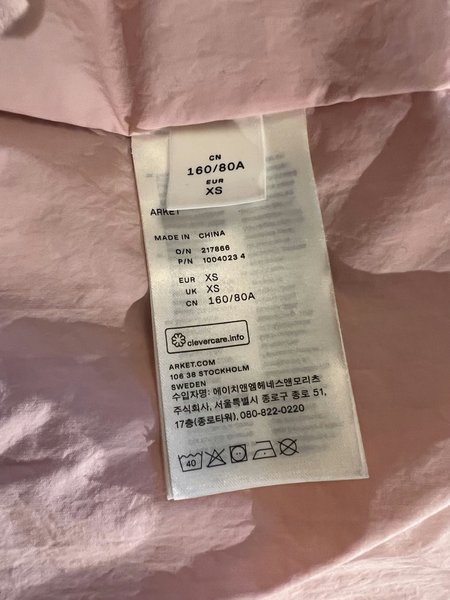 CN
160/80A
EUR
XS
ARKET
MADE IN CHINA
O/N 217866
P/N 1004023 4
EUR XS
UK XS
CN 160/80A
clevercare.info
ARKET.COM
106 38 STOCKHOLM
SWEDEN
수입자명: 에이치앤엠헤네스앤모리츠
주식회사, 서울특별시 종로구 종로 51,
17층(종로타워), 080-822-0220
40